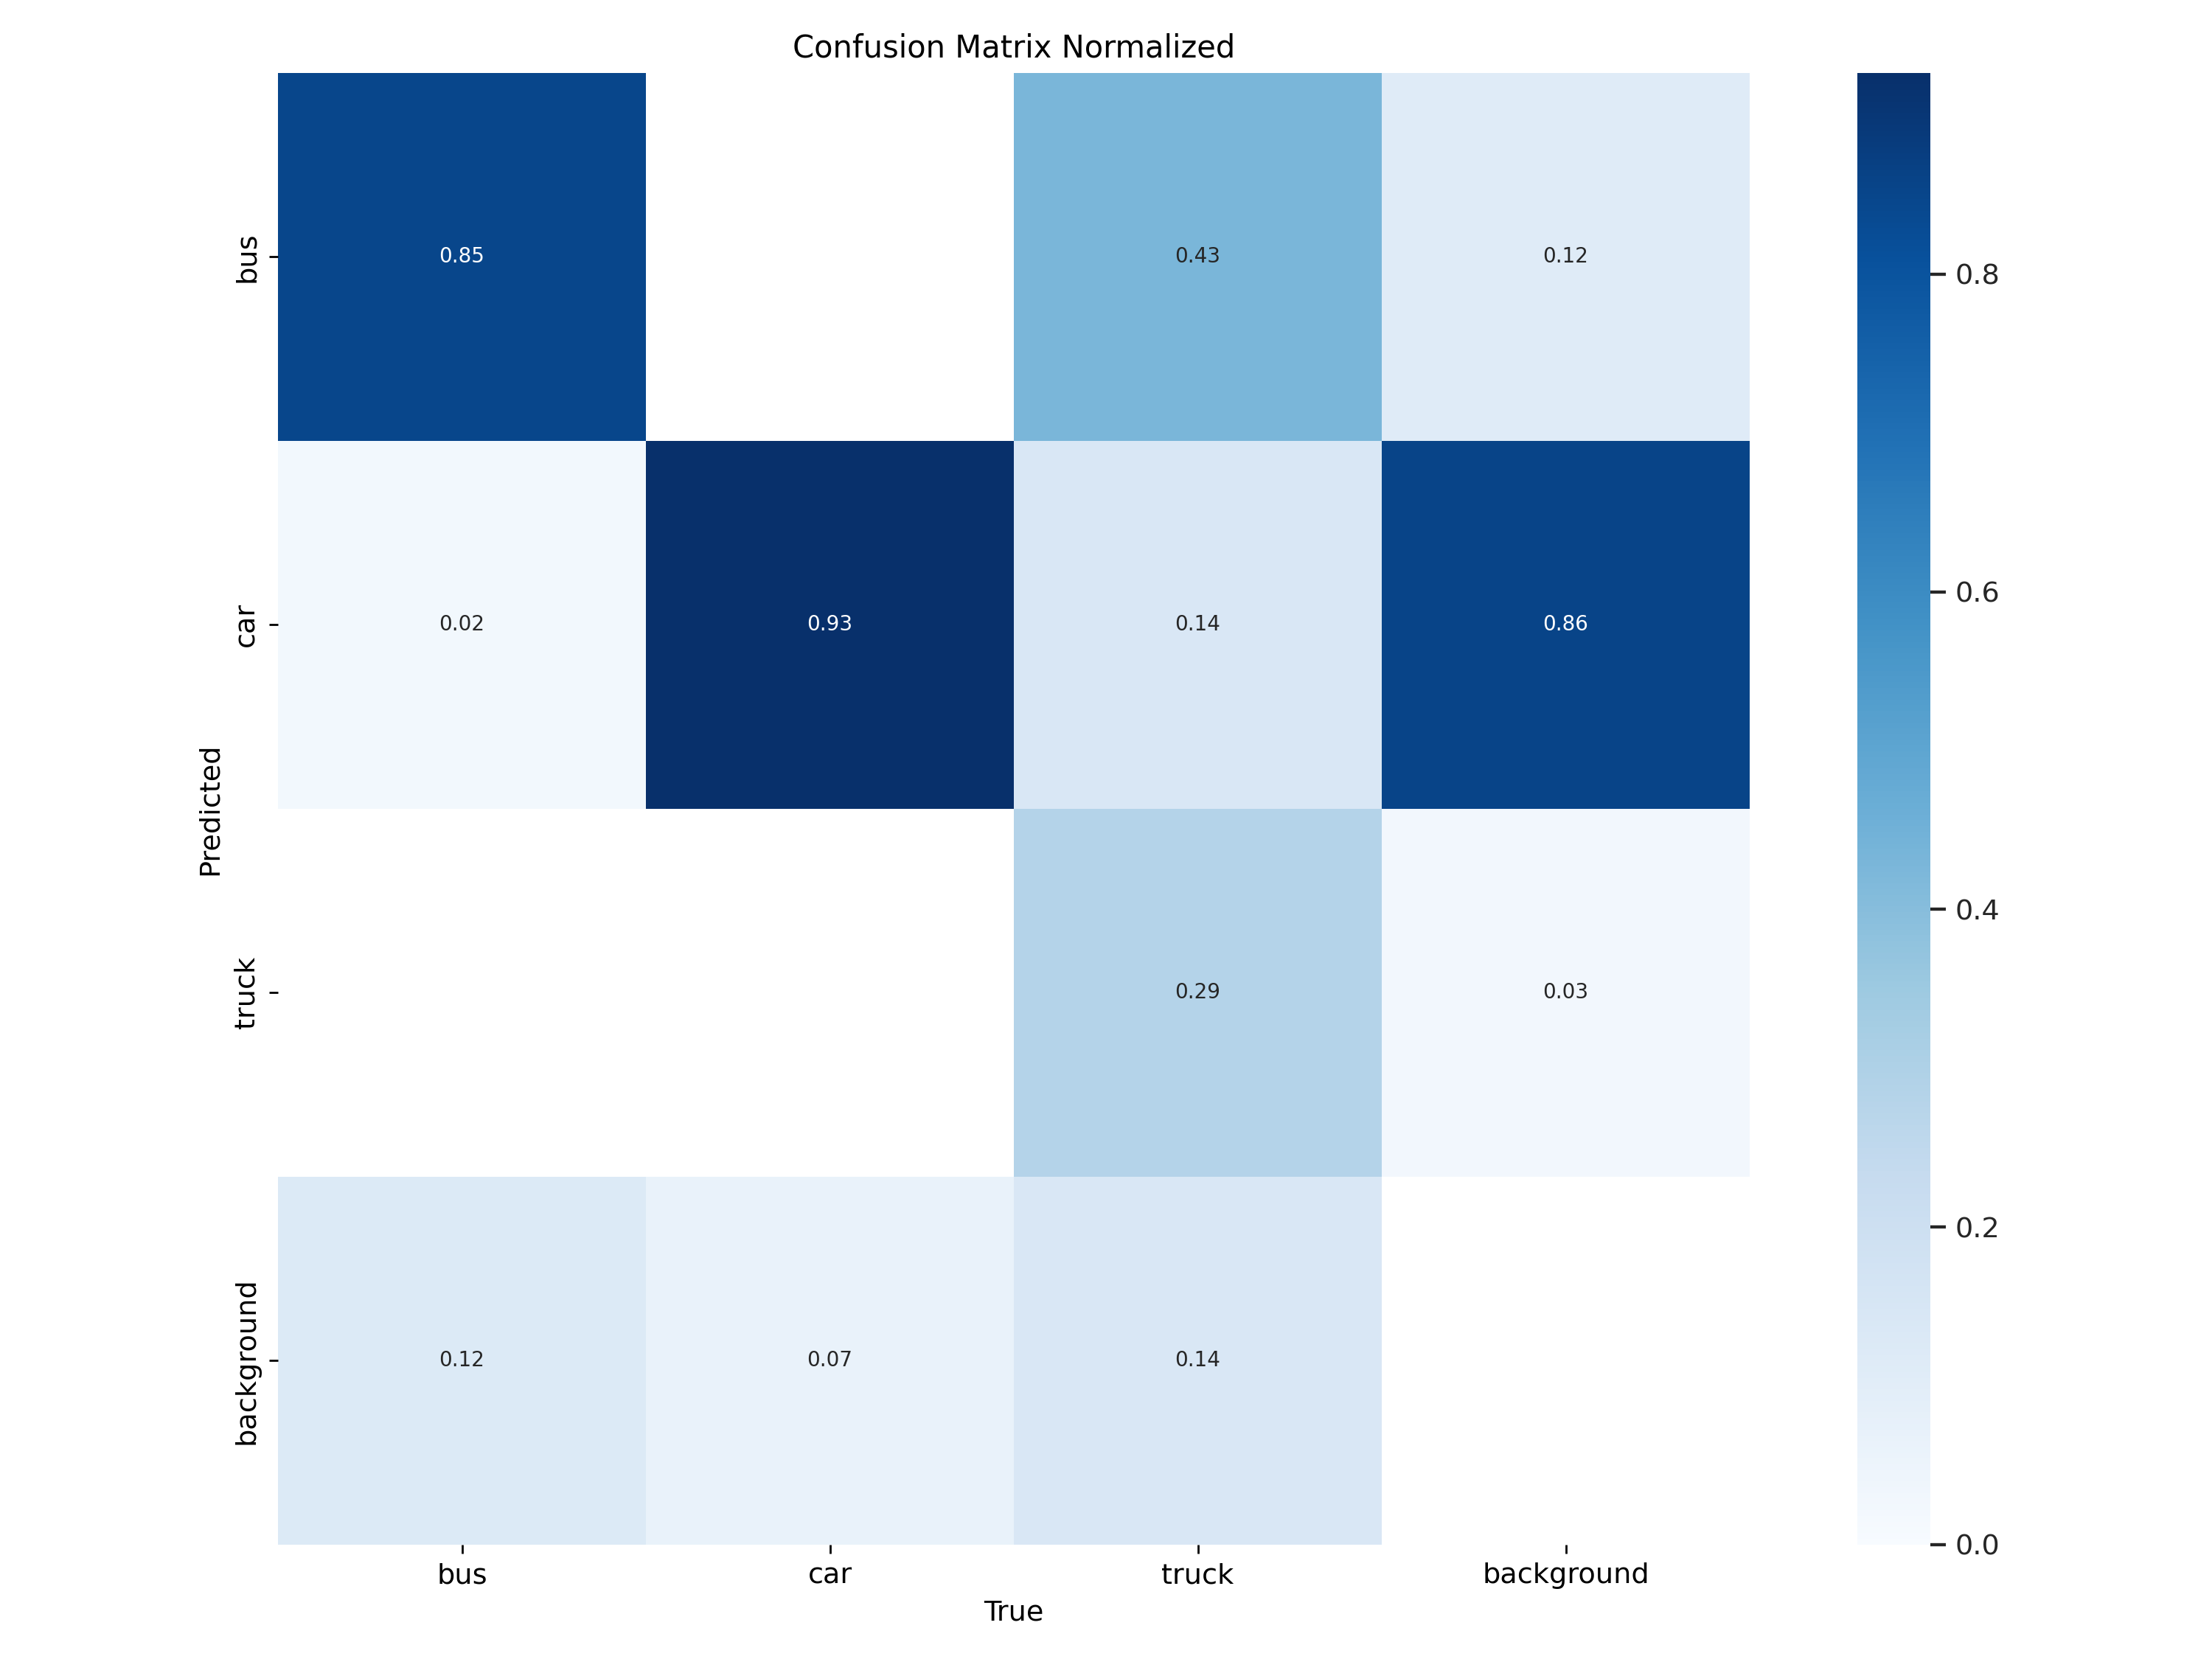 Confusion Matrix Normalized
bus
0.85
0.43
0.12
0.8
car
0.02
0.93
0.14
0.86
0.6
Predicted
0.4
truck
0.29
0.03
0.2
background
0.12
0.07
0.14
0.0
bus
car
truck
background
True